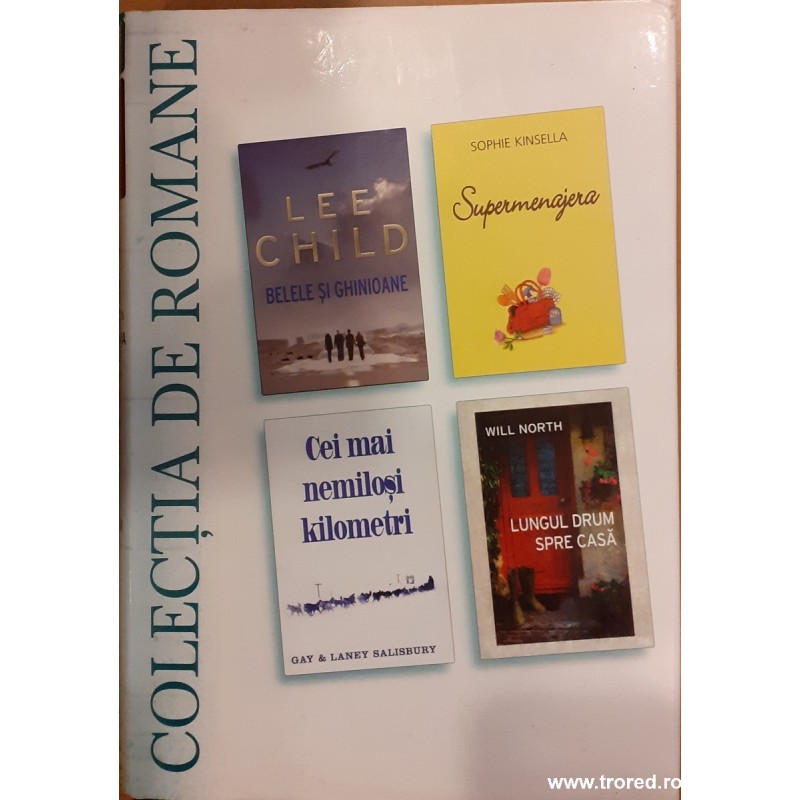 COLECȚIA DE ROMANE
LEE
CHILD
BELELE ȘI GHINIOANE
SOPHIE KINSELLA
Supermenajera
Cei mai
nemiloși
kilometri
GAY & LANEY SALISBURY
WILL NORTH
LUNGUL DRUM
SPRE CASĂ
www.trored.ro